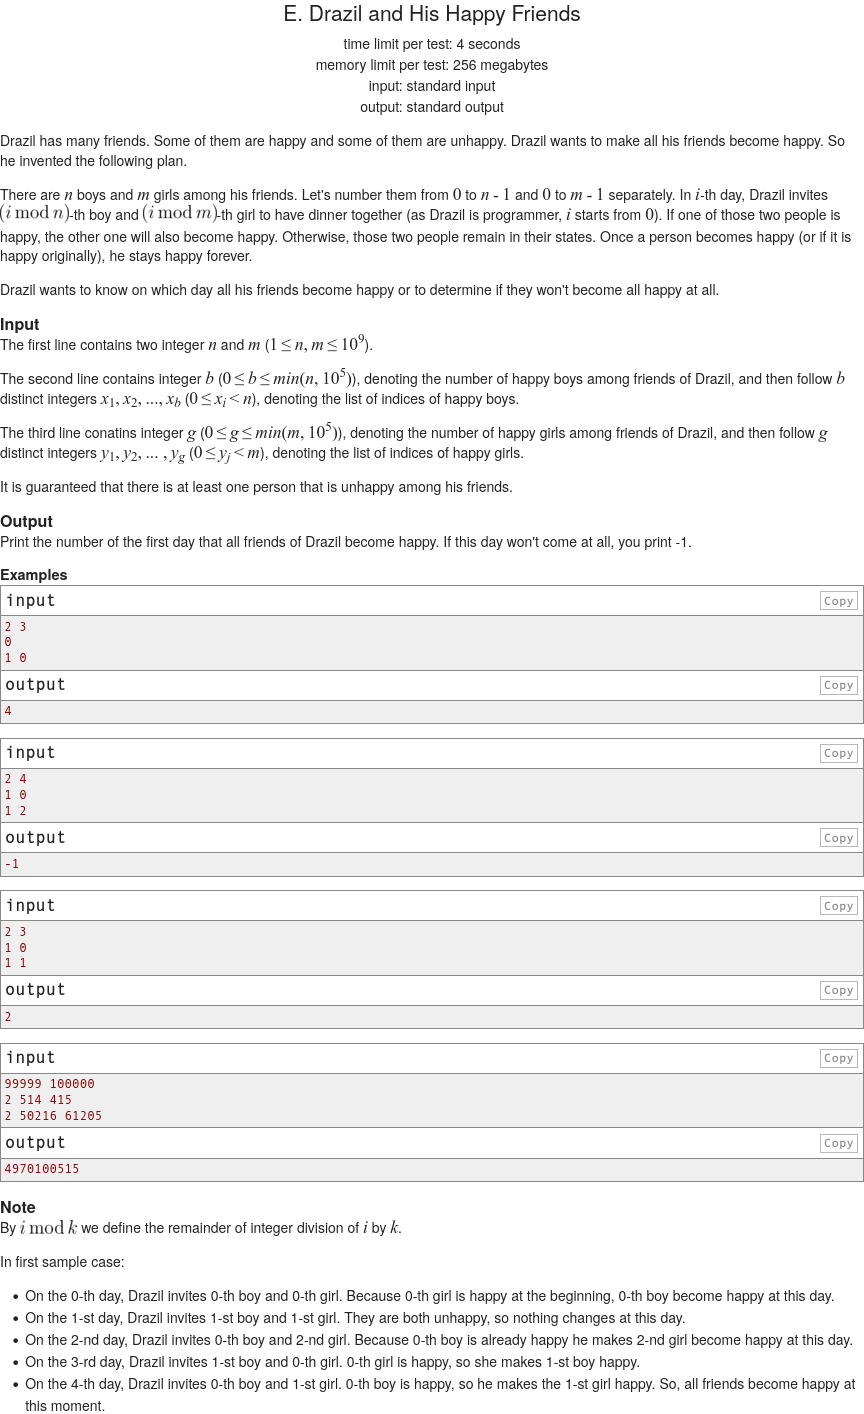 E. Drazil and His Happy Friends
time limit per test: 4 seconds
memory limit per test: 256 megabytes
input: standard input
output: standard output
Drazil has many friends. Some of them are happy and some of them are unhappy. Drazil wants to make all his friends become happy. So
he invented the following plan.
There are n boys and m girls among his friends. Let's number them from 0 to n - 1 and 0 to m - 1 separately. In i-th day, Drazil invites
(i mod n)-th boy and (i mod m)-th girl to have dinner together (as Drazil is programmer, i starts from 0). If one of those two people is
happy, the other one will also become happy. Otherwise, those two people remain in their states. Once a person becomes happy (or if it is
happy originally), he stays happy forever.
Drazil wants to know on which day all his friends become happy or to determine if they won't become all happy at all.
Input
The first line contains two integer n and m (1 ≤ n, m ≤ 10⁹).
The second line contains integer b (0 ≤ b ≤ min(n, 10⁵)), denoting the number of happy boys among friends of Drazil, and then follow b
distinct integers x₁, x₂, ..., x_b (0 ≤ x_i < n), denoting the list of indices of happy boys.
The third line conatins integer g (0 ≤ g ≤ min(m, 10⁵)), denoting the number of happy girls among friends of Drazil, and then follow g
distinct integers y₁, y₂, ... , y_g (0 ≤ y_j < m), denoting the list of indices of happy girls.
It is guaranteed that there is at least one person that is unhappy among his friends.
Output
Print the number of the first day that all friends of Drazil become happy. If this day won't come at all, you print -1.
Examples
input Copy
2 3
0
1 0
output Copy
4
input Copy
2 4
1 0
1 2
output Copy
-1
input Copy
2 3
1 0
1 1
output Copy
2
input Copy
99999 100000
2 514 415
2 50216 61205
output Copy
4970100515
Note
By i mod k we define the remainder of integer division of i by k.
In first sample case:
• On the 0-th day, Drazil invites 0-th boy and 0-th girl. Because 0-th girl is happy at the beginning, 0-th boy become happy at this day.
• On the 1-st day, Drazil invites 1-st boy and 1-st girl. They are both unhappy, so nothing changes at this day.
• On the 2-nd day, Drazil invites 0-th boy and 2-nd girl. Because 0-th boy is already happy he makes 2-nd girl become happy at this day.
• On the 3-rd day, Drazil invites 1-st boy and 0-th girl. 0-th girl is happy, so she makes 1-st boy happy.
• On the 4-th day, Drazil invites 0-th boy and 1-st girl. 0-th boy is happy, so he makes the 1-st girl happy. So, all friends become happy at
this moment.